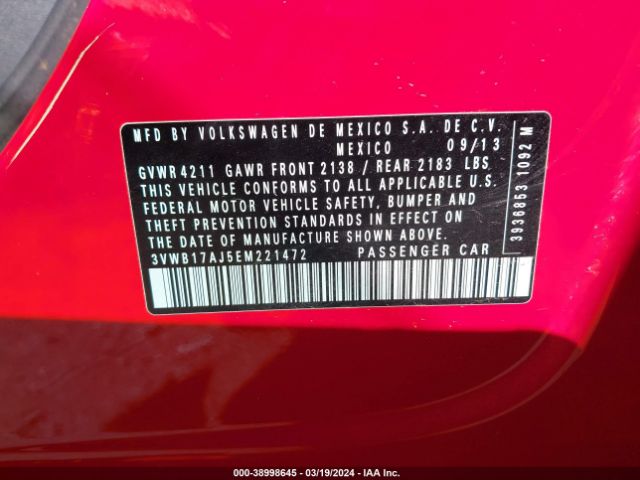 MFD BY VOLKSWAGEN DE MEXICO S.A. DE C.V.
MEXICO 09/13
GVWR 4211 GAWR FRONT 2138 / REAR 2183 LBS
THIS VEHICLE CONFORMS TO ALL APPLICABLE U.S.
FEDERAL MOTOR VEHICLE SAFETY, BUMPER AND
THEFT PREVENTION STANDARDS IN EFFECT ON
THE DATE OF MANUFACTURE SHOWN ABOVE.
3VWB17AJ5EM221472 PASSENGER CAR
3936853 1092 M
000-38998645 - 03/19/2024 - IAA Inc.